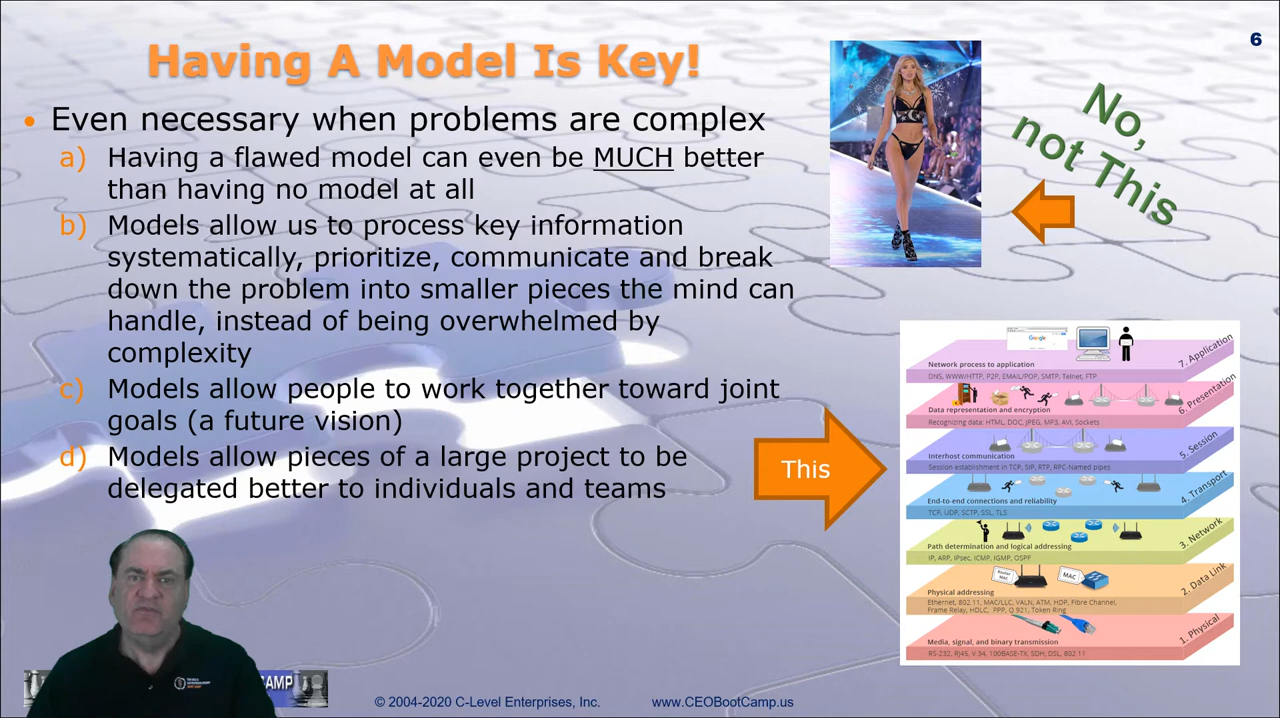 Having A Model Is Key!
6
• Even necessary when problems are complex
a) Having a flawed model can even be MUCH better
than having no model at all
b) Models allow us to process key information
systematically, prioritize, communicate and break
down the problem into smaller pieces the mind can
handle, instead of being overwhelmed by
complexity
c) Models allow people to work together toward joint
goals (a future vision)
d) Models allow pieces of a large project to be
delegated better to individuals and teams
No,
not This
This
Google
Network process to application
7. Application
DNS, WWW/HTTP, P2P, EMAIL/POP, SMTP, Telnet, FTP
Data representation and encryption
6. Presentation
Recognizing data: HTML, DOC, JPEG, MP3, AVI, Sockets
Interhost communication
5. Session
Session establishment in TCP, SIP, RTP, RPC-Named pipes
End-to-end connections and reliability
4. Transport
TCP, UDP, SCTP, SSL, TLS
Path determination and logical addressing
3. Network
IP, ARP, IPsec, ICMP, IGMP, OSPF
Router
MAC
MAC
Physical addressing
2. Data Link
Ethernet, 802.11, MAC/LLC, VALN, ATM, HDP, Fibre Channel,
Frame Relay, HDLC, PPP, Q.921, Token Ring
Media, signal, and binary transmission
1. Physical
RS-232, RJ45, V.34, 100BASE-TX, SDH, DSL, 802.11
© 2004-2020 C-Level Enterprises, Inc.
www.CEOBootCamp.us